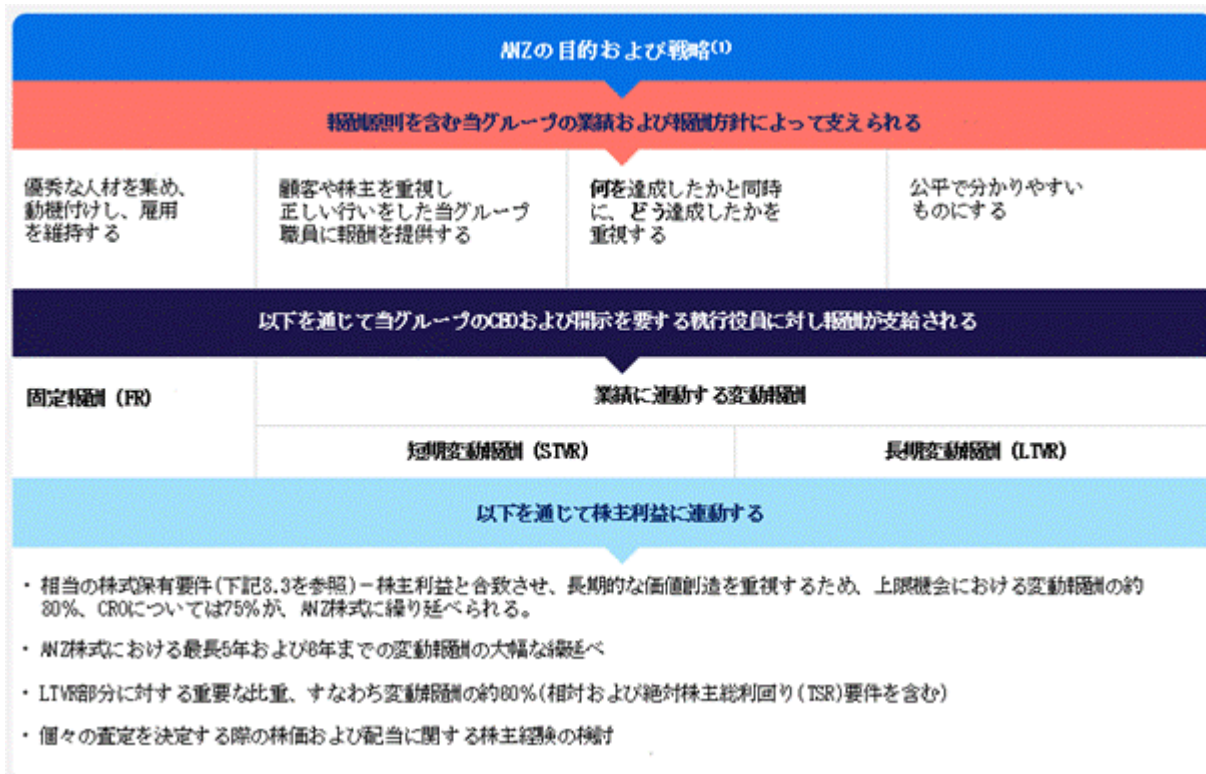 ANZの目的および戦略(1)
報酬原則を含む当グループの業績および報酬方針によって支えられる
優秀な人材を集め、
動機付けし、雇用
を維持する
顧客や株主を重視し
正しい行いをした当グループ
職員に報酬を提供する
何を達成したかと同時
に、どう達成したかを
重視する
公平で分かりやすい
ものにする
以下を通じて当グループのCEOおよび開示を要する執行役員に対し報酬が支給される
固定報酬 (FR)
業績に連動する変動報酬
短期変動報酬 (STVR)
長期変動報酬 (LTVR)
以下を通じて株主利益に連動する
・ 相当の株式保有要件(下記8.3を参照)－株主利益と合致させ、長期的な価値創造を重視するため、上限機会における変動報酬の約
80%、CROについては75%が、ANZ株式に繰り延べられる。
・ ANZ株式における最長5年および6年までの変動報酬の大幅な繰延べ
・ LTVR部分に対する重要な比重、すなわち変動報酬の約60%(相対および絶対株主総利回り(TSR)要件を含む)
・ 個々の査定を決定する際の株価および配当に関する株主経験の検討